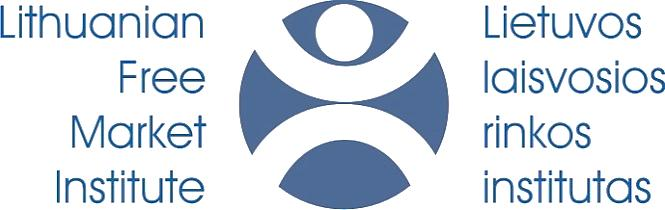 Lithuanian
Free
Market
Institute
Lietuvos
laisvosios
rinkos
institutas